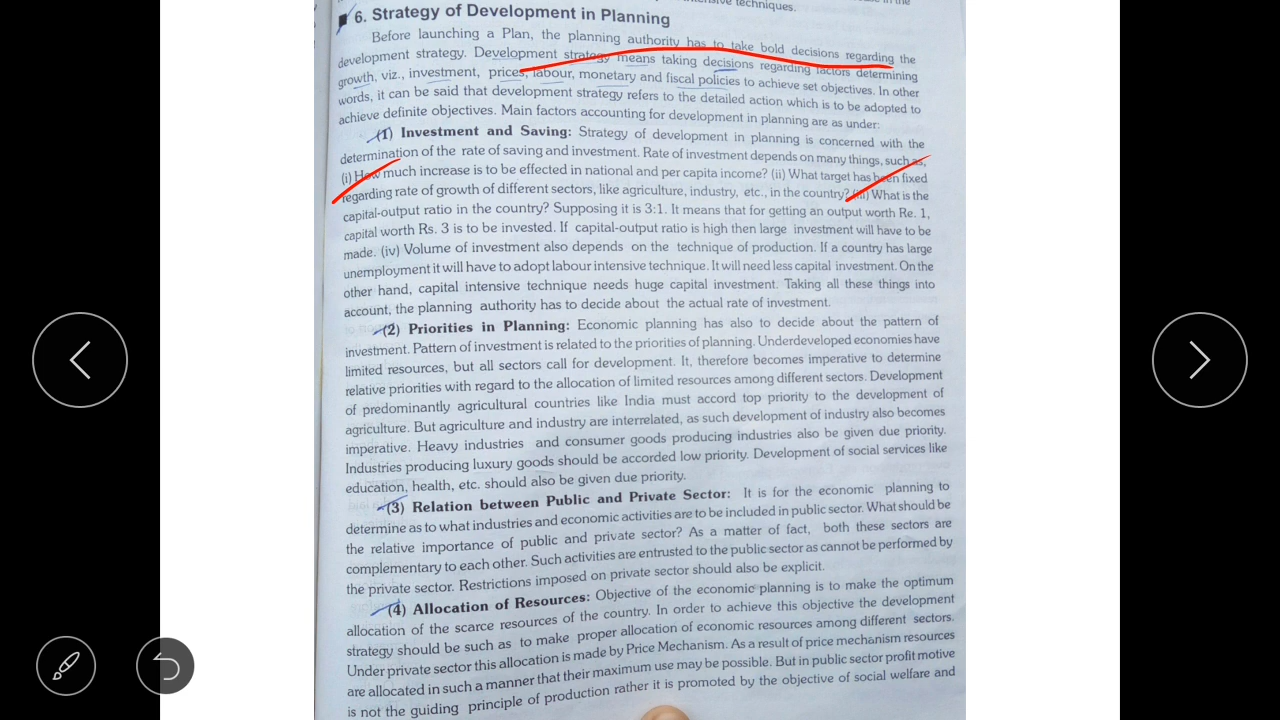 techniques.
6. Strategy of Development in Planning
Before launching a Plan, the planning authority has to take bold decisions regarding the
development strategy. Development strategy means taking decisions regarding factors determining
growth, viz., investment, prices, labour, monetary and fiscal policies to achieve set objectives. In other
words, it can be said that development strategy refers to the detailed action which is to be adopted to
achieve definite objectives. Main factors accounting for development in planning are as under:
(1) Investment and Saving: Strategy of development in planning is concerned with the
determination of the rate of saving and investment. Rate of investment depends on many things, such as,
(i) How much increase is to be effected in national and per capita income? (ii) What target has been fixed
regarding rate of growth of different sectors, like agriculture, industry, etc., in the country? (iii) What is the
capital-output ratio in the country? Supposing it is 3:1. It means that for getting an output worth Re. 1,
capital worth Rs. 3 is to be invested. If capital-output ratio is high then large investment will have to be
made. (iv) Volume of investment also depends on the technique of production. If a country has large
unemployment it will have to adopt labour intensive technique. It will need less capital investment. On the
other hand, capital intensive technique needs huge capital investment. Taking all these things into
account, the planning authority has to decide about the actual rate of investment.
(2) Priorities in Planning: Economic planning has also to decide about the pattern of
investment. Pattern of investment is related to the priorities of planning. Underdeveloped economies have
limited resources, but all sectors call for development. It, therefore becomes imperative to determine
relative priorities with regard to the allocation of limited resources among different sectors. Development
of predominantly agricultural countries like India must accord top priority to the development of
agriculture. But agriculture and industry are interrelated, as such development of industry also becomes
imperative. Heavy industries and consumer goods producing industries also be given due priority.
Industries producing luxury goods should be accorded low priority. Development of social services like
education, health, etc. should also be given due priority.
(3) Relation between Public and Private Sector: It is for the economic planning to
determine as to what industries and economic activities are to be included in public sector. What should be
the relative importance of public and private sector? As a matter of fact, both these sectors are
complementary to each other. Such activities are entrusted to the public sector as cannot be performed by
the private sector. Restrictions imposed on private sector should also be explicit.
(4) Allocation of Resources: Objective of the economic planning is to make the optimum
allocation of the scarce resources of the country. In order to achieve this objective the development
strategy should be such as to make proper allocation of economic resources among different sectors.
Under private sector this allocation is made by Price Mechanism. As a result of price mechanism resources
are allocated in such a manner that their maximum use may be possible. But in public sector profit motive
is not the guiding principle of production rather it is promoted by the objective of social welfare and